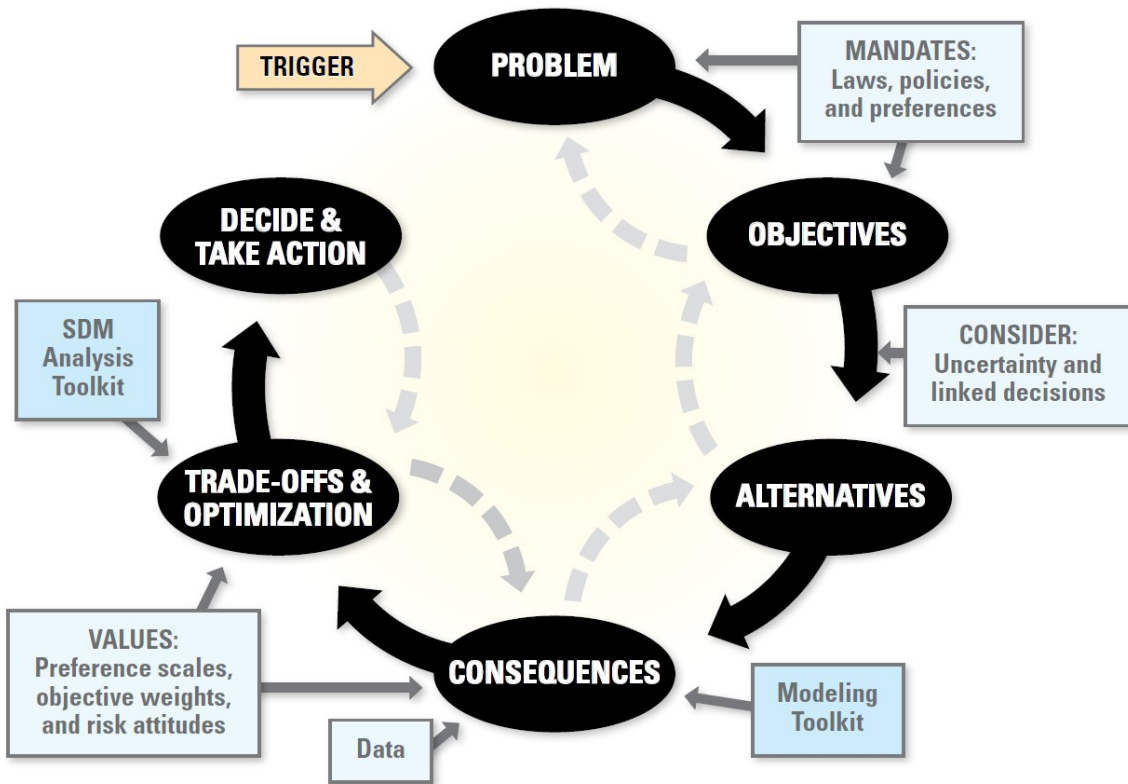 TRIGGER
PROBLEM
MANDATES:
Laws, policies,
and preferences
DECIDE &
TAKE ACTION
OBJECTIVES
SDM
Analysis
Toolkit
CONSIDER:
Uncertainty and
linked decisions
TRADE-OFFS &
OPTIMIZATION
ALTERNATIVES
VALUES:
Preference scales,
objective weights,
and risk attitudes
CONSEQUENCES
Modeling
Toolkit
Data